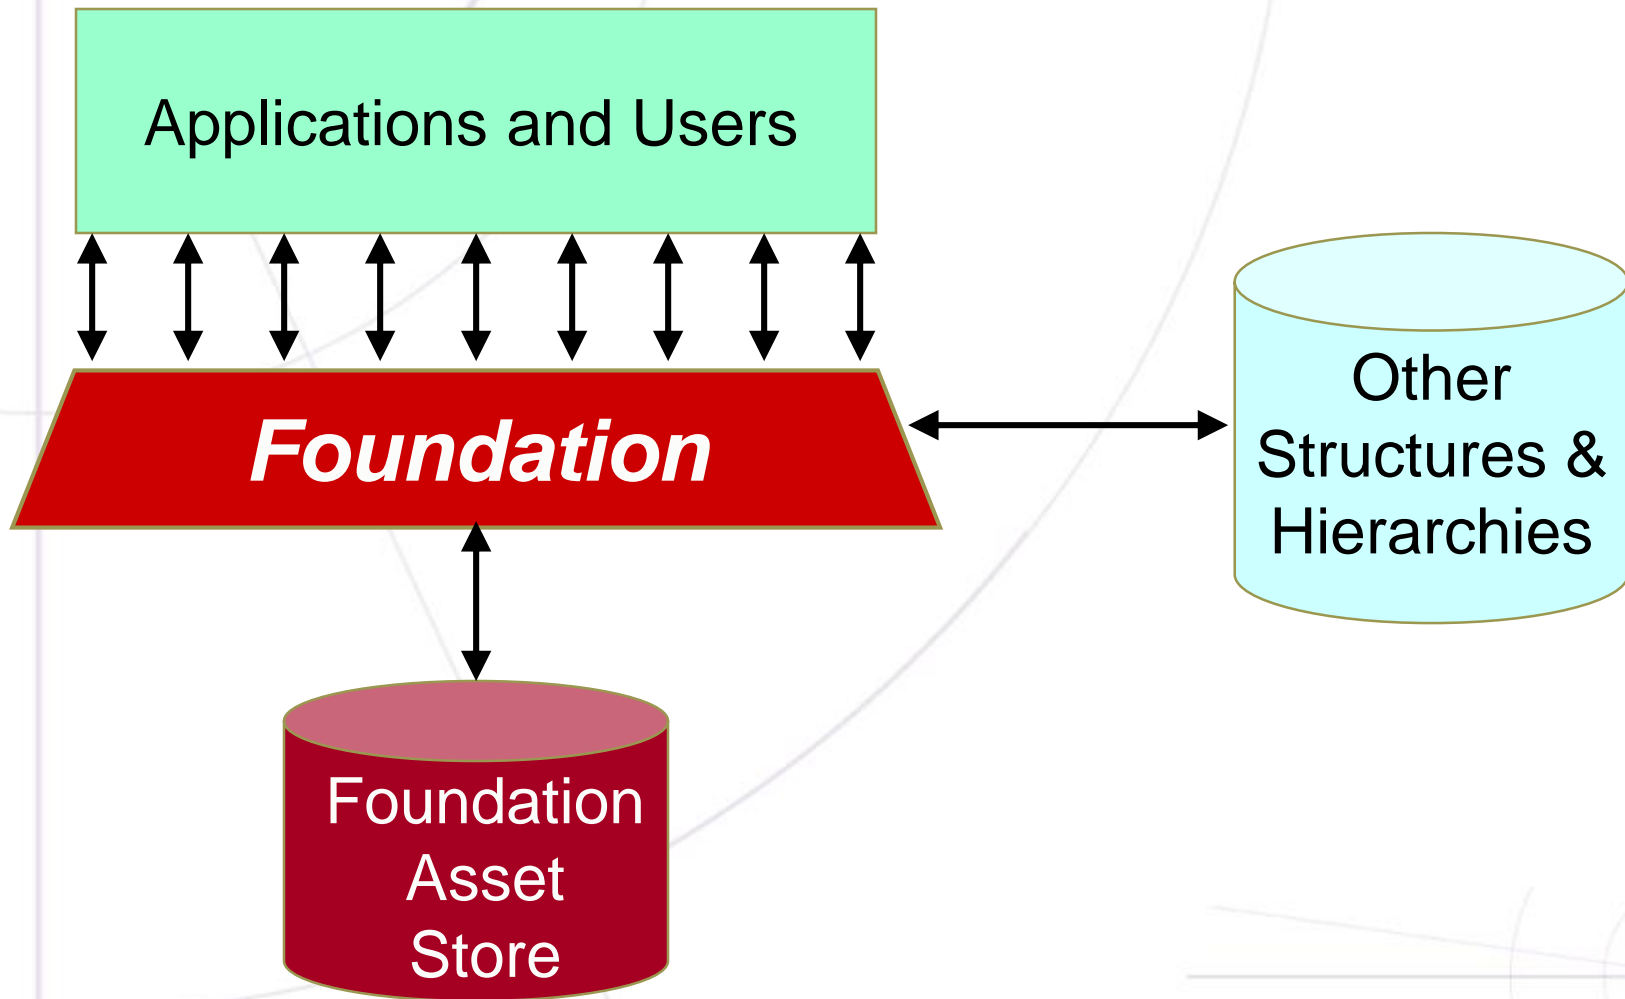 Applications and Users
Foundation
Other
Structures &
Hierarchies
Foundation
Asset
Store